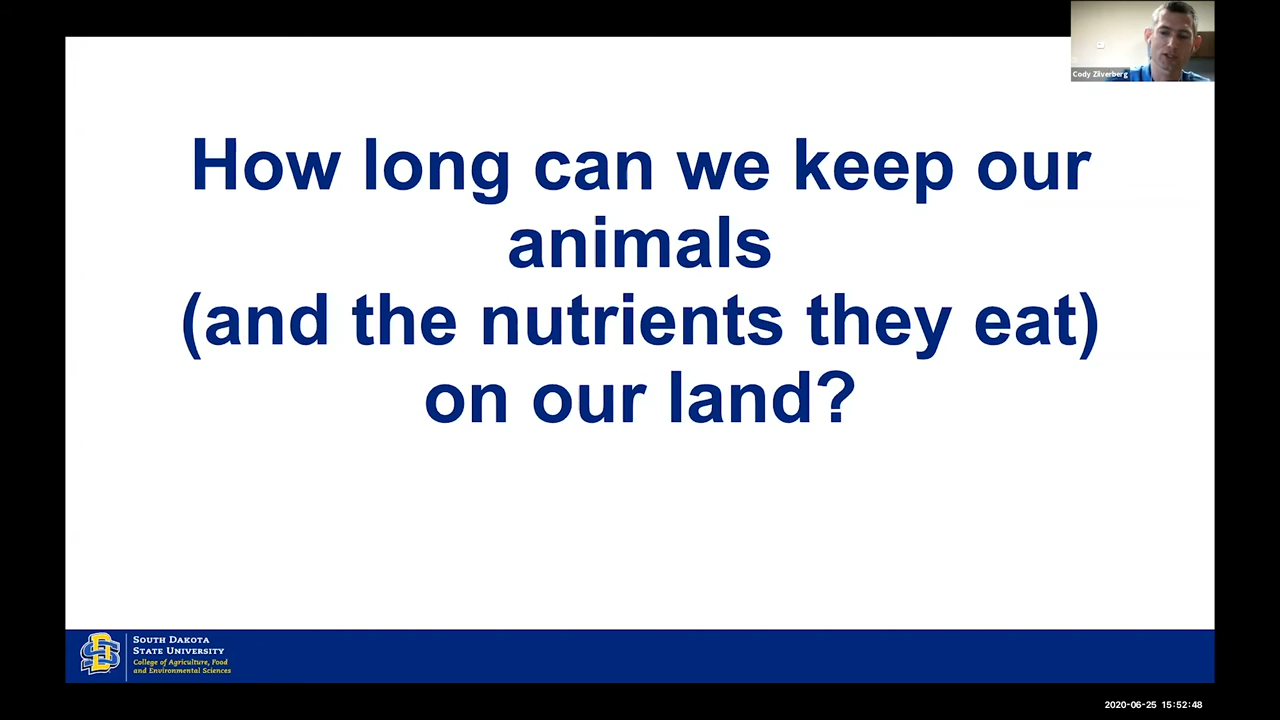 Cody Zilverberg
How long can we keep our
animals
(and the nutrients they eat)
on our land?
SOUTH DAKOTA
STATE UNIVERSITY
College of Agriculture, Food
and Environmental Sciences
2020-06-25 15:52:48